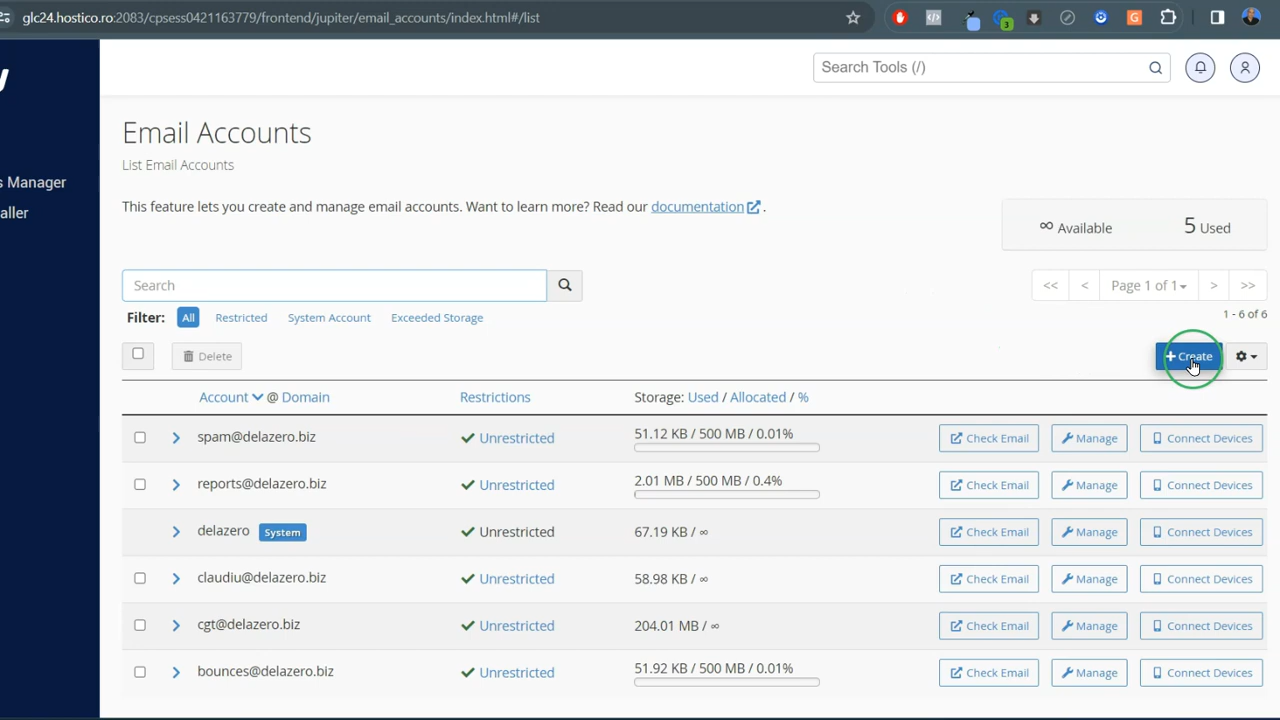 glc24.hostico.ro:2083/cpsess0421163779/frontend/jupiter/email_accounts/index.html#/list
3
G
y
Search Tools (/)
Email Accounts
List Email Accounts
s Manager
aller
This feature lets you create and manage email accounts. Want to learn more? Read our documentation .
∞ Available 5 Used
Search
<< < Page 1 of 1 > >>
Filter: All Restricted System Account Exceeded Storage
1 - 6 of 6
Delete
+ Create
Account @ Domain Restrictions Storage: Used / Allocated / %
spam@delazero.biz Unrestricted 51.12 KB / 500 MB / 0.01% Check Email Manage Connect Devices
reports@delazero.biz Unrestricted 2.01 MB / 500 MB / 0.4% Check Email Manage Connect Devices
delazero System Unrestricted 67.19 KB / ∞ Check Email Manage Connect Devices
claudiu@delazero.biz Unrestricted 58.98 KB / ∞ Check Email Manage Connect Devices
cgt@delazero.biz Unrestricted 204.01 MB / ∞ Check Email Manage Connect Devices
bounces@delazero.biz Unrestricted 51.92 KB / 500 MB / 0.01% Check Email Manage Connect Devices